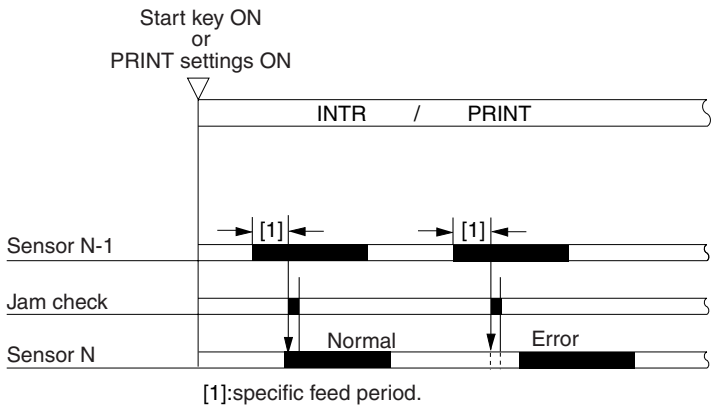 Start key ON
or
PRINT settings ON
INTR / PRINT
[1] [1]
Sensor N-1
Jam check
Normal Error
Sensor N
[1]:specific feed period.